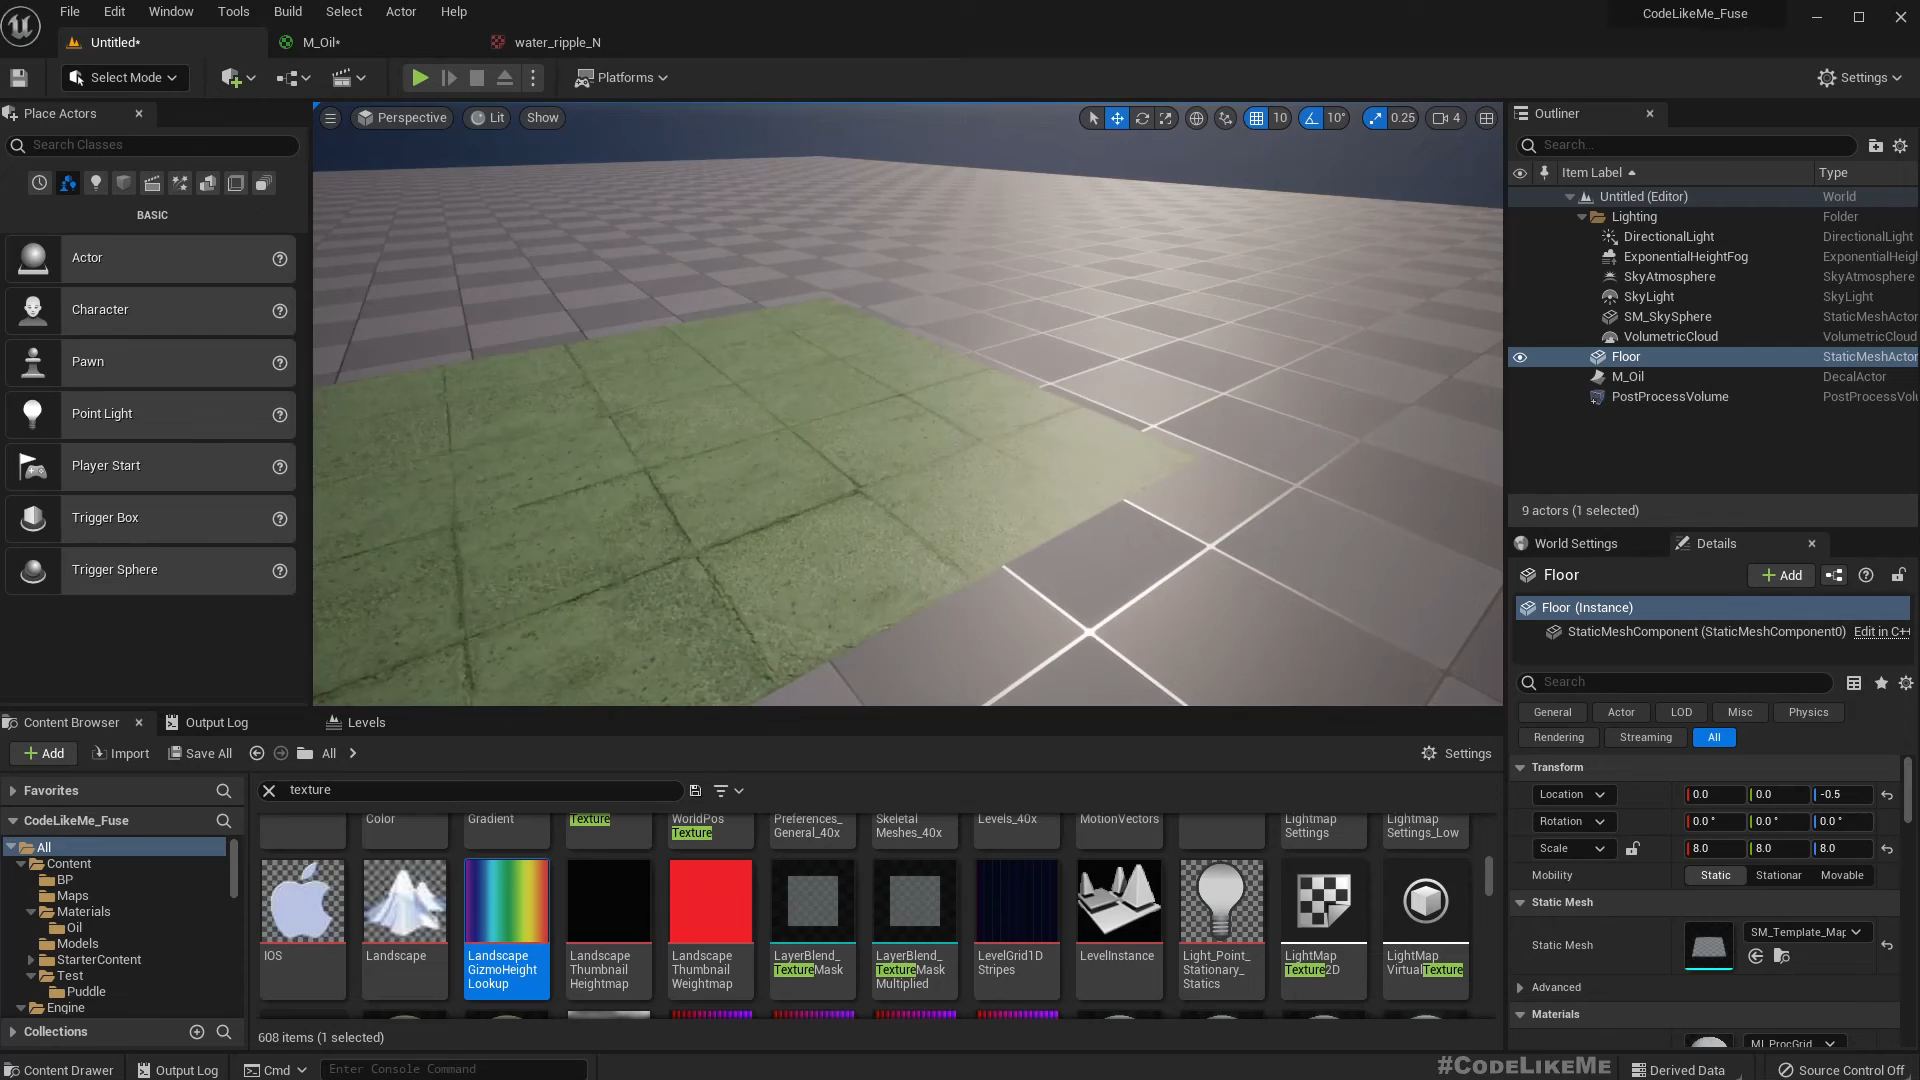 File Edit Window Tools Build Select Actor Help
CodeLikeMe_Fuse
Untitled*
M_Oil*
water_ripple_N
Select Mode
Platforms
Settings
Place Actors
Search Classes
BASIC
Actor
Character
Pawn
Point Light
Player Start
Trigger Box
Trigger Sphere
Perspective
Lit
Show
10
10°
0.25
4
Outliner
Search...
Item Label
Type
Untitled (Editor) World
Lighting Folder
DirectionalLight DirectionalLight
ExponentialHeightFog ExponentialHeigh
SkyAtmosphere SkyAtmosphere
SkyLight SkyLight
SM_SkySphere StaticMeshActor
VolumetricCloud VolumetricCloud
Floor StaticMeshActor
M_Oil DecalActor
PostProcessVolume PostProcessVolu
9 actors (1 selected)
World Settings
Details
Floor
Add
Floor (Instance)
StaticMeshComponent (StaticMeshComponent0) Edit in C++
Search
General
Actor
LOD
Misc
Physics
Rendering
Streaming
All
Transform
Location 0.0 0.0 -0.5
Rotation 0.0 ° 0.0 ° 0.0 °
Scale 8.0 8.0 8.0
Mobility Static Stationar Movable
Static Mesh
Static Mesh SM_Template_Map
Advanced
Materials
MI_ProcGrid
Content Browser
Output Log
Levels
Add
Import
Save All
All
Settings
Favorites
CodeLikeMe_Fuse
All
Content
BP
Maps
Materials
Oil
Models
StarterContent
Test
Puddle
Engine
Collections
texture
Color
Gradient
Texture
WorldPos
Texture
Preferences_
General_40x
Skeletal
Meshes_40x
Levels_40x
MotionVectors
Lightmap
Settings
Lightmap
Settings_Low
IOS
Landscape
Landscape
GizmoHeight
Lookup
Landscape
Thumbnail
Heightmap
Landscape
Thumbnail
Weightmap
LayerBlend_
TextureMask
LayerBlend_
TextureMask
Multiplied
LevelGrid1D
Stripes
LevelInstance
Light_Point_
Stationary_
Statics
LightMap
Texture2D
LightMap
VirtualTexture
608 items (1 selected)
Content Drawer
Output Log
Cmd
Enter Console Command
#CodeLikeMe
Derived Data
Source Control Off